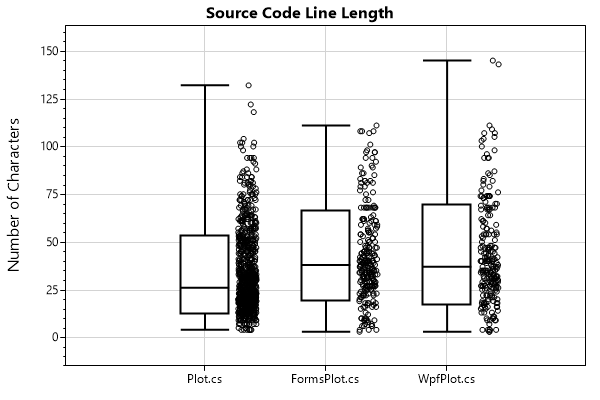 Source Code Line Length
Number of Characters
150
125
100
75
50
25
0
Plot.cs
FormsPlot.cs
WpfPlot.cs